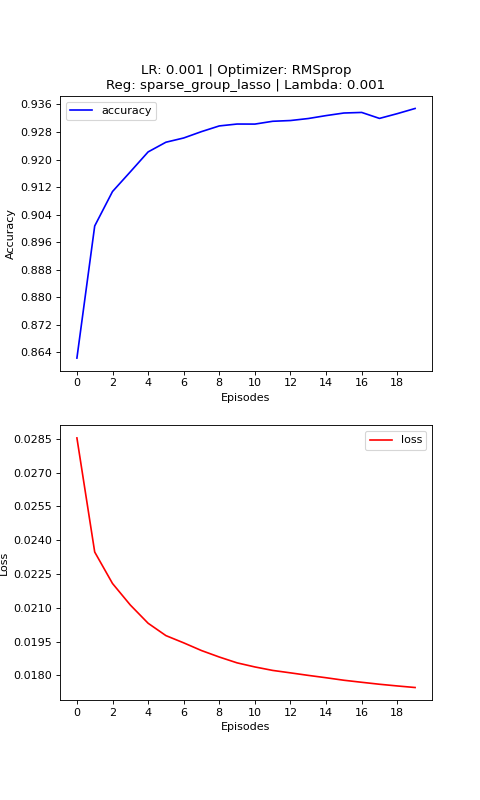 LR: 0.001 | Optimizer: RMSprop
Reg: sparse_group_lasso | Lambda: 0.001
accuracy
0.936
0.928
0.920
0.912
0.904
0.896
0.888
0.880
0.872
0.864
Accuracy
0 2 4 6 8 10 12 14 16 18
Episodes
loss
0.0285
0.0270
0.0255
0.0240
0.0225
0.0210
0.0195
0.0180
Loss
0 2 4 6 8 10 12 14 16 18
Episodes